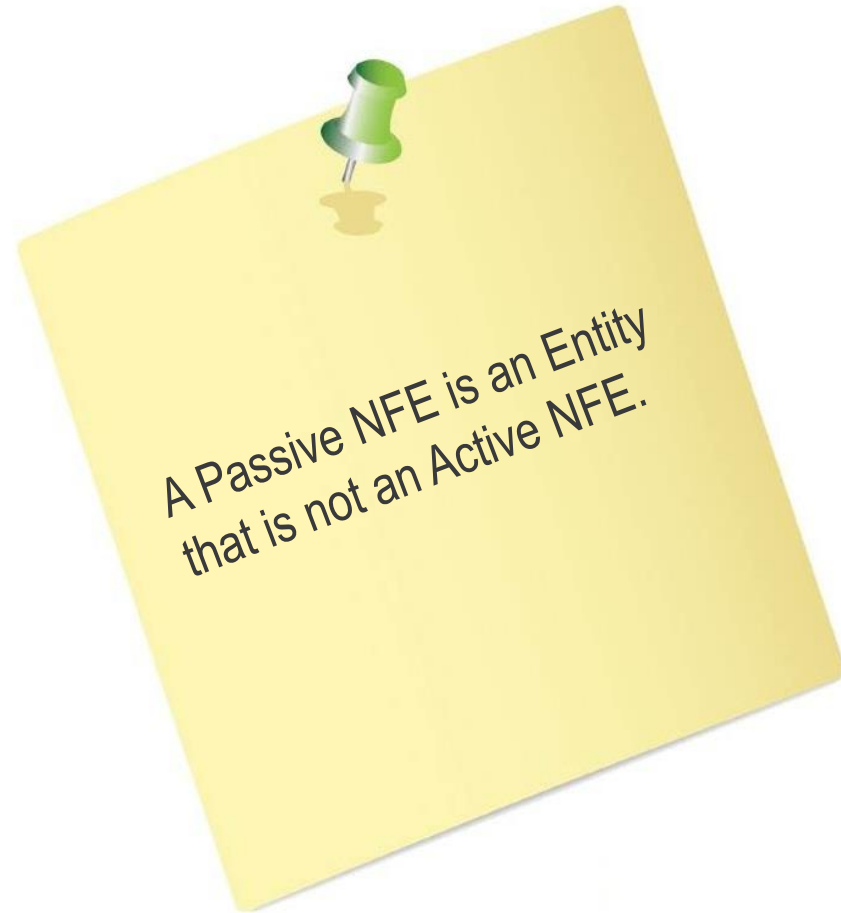 A Passive NFE is an Entity
that is not an Active NFE.